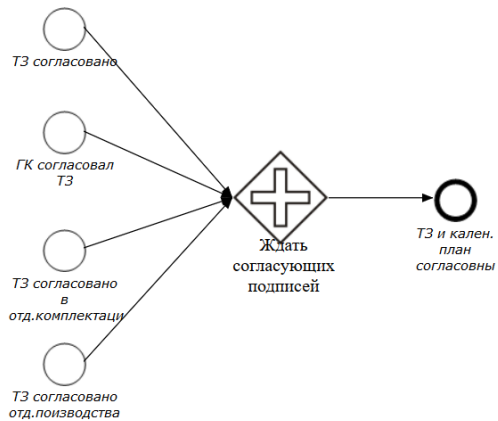 ТЗ согласовано
ГК согласовал
ТЗ
ТЗ согласовано
в
отд.комплектаци
ТЗ согласовано
отд.поизводства
Ждать
согласующих
подписей
ТЗ и кален.
план
согласовны